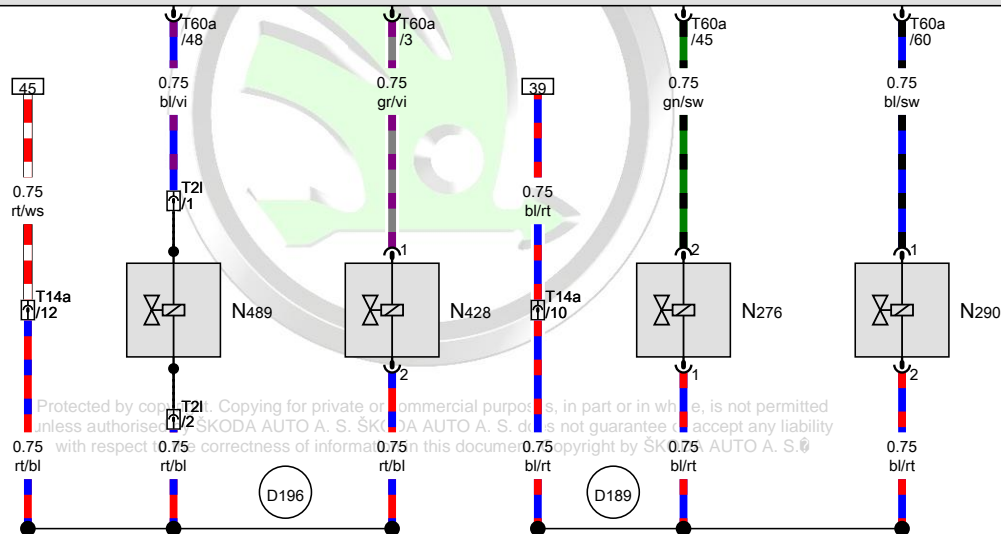 T60a
/48
T60a
/3
T60a
/45
T60a
/60
45
0.75
bl/vi
0.75
gr/vi
39
0.75
gn/sw
0.75
bl/sw
0.75
rt/ws
T2l
/1
0.75
bl/rt
1
2
1
T14a
/12
N489
N428
T14a
/10
N276
N290
2
1
2
T2l
/2
Protected by copyright. Copying for private or commercial purposes, in part or in whole, is not permitted
unless authorised by ŠKODA AUTO A. S. ŠKODA AUTO A. S. does not guarantee or accept any liability
with respect to the correctness of information in this document. Copyright by ŠKODA AUTO A. S.�
0.75
rt/bl
0.75
rt/bl
0.75
rt/bl
0.75
bl/rt
0.75
bl/rt
0.75
bl/rt
D196
D189